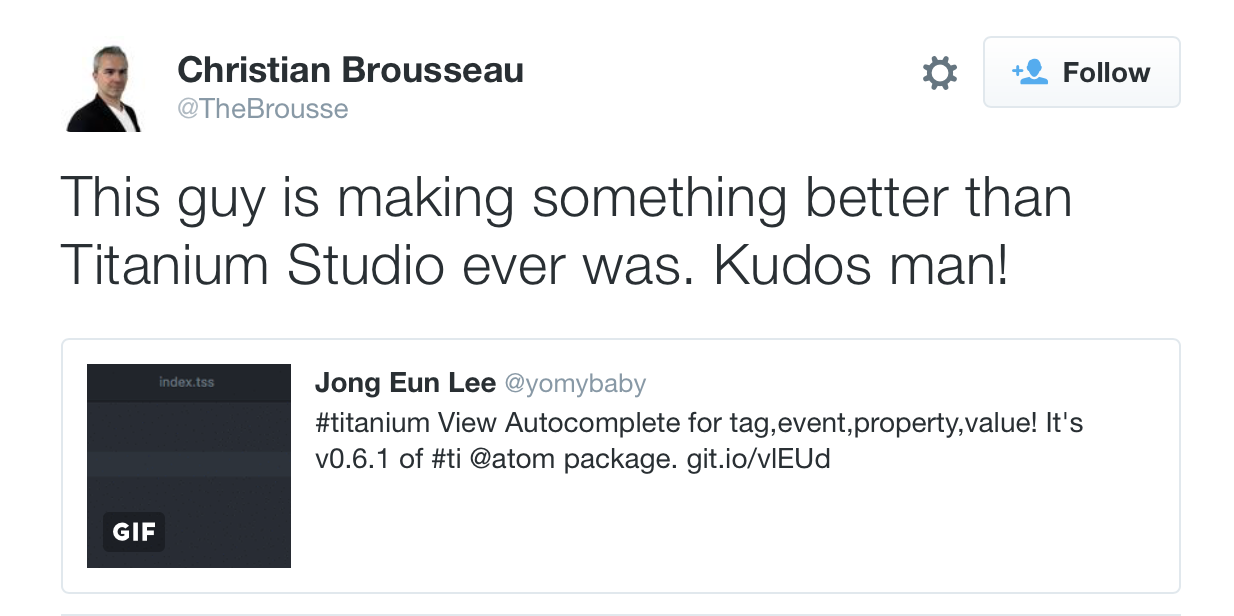 Christian Brousseau
@TheBrousse
Follow
This guy is making something better than
Titanium Studio ever was. Kudos man!
index.tss
GIF
Jong Eun Lee @yomybaby
#titanium View Autocomplete for tag,event,property,value! It's
v0.6.1 of #ti @atom package. git.io/vlEUd